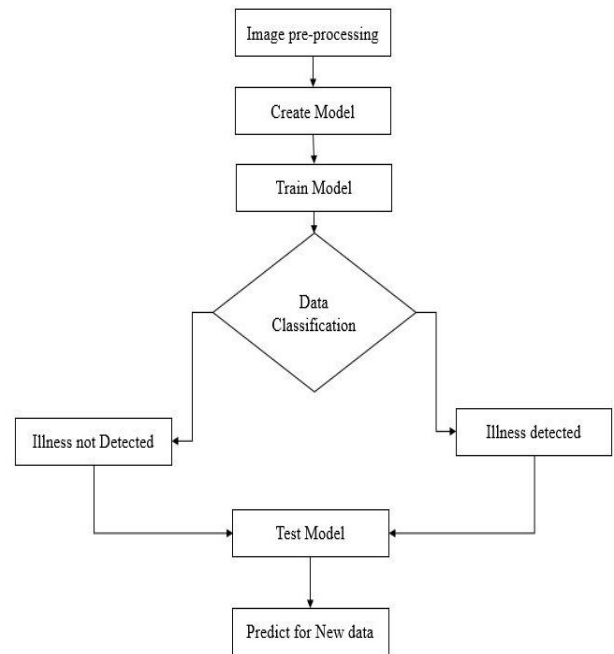 Image pre-processing
Create Model
Train Model
Data
Classification
Illness not Detected
Illness detected
Test Model
Predict for New data